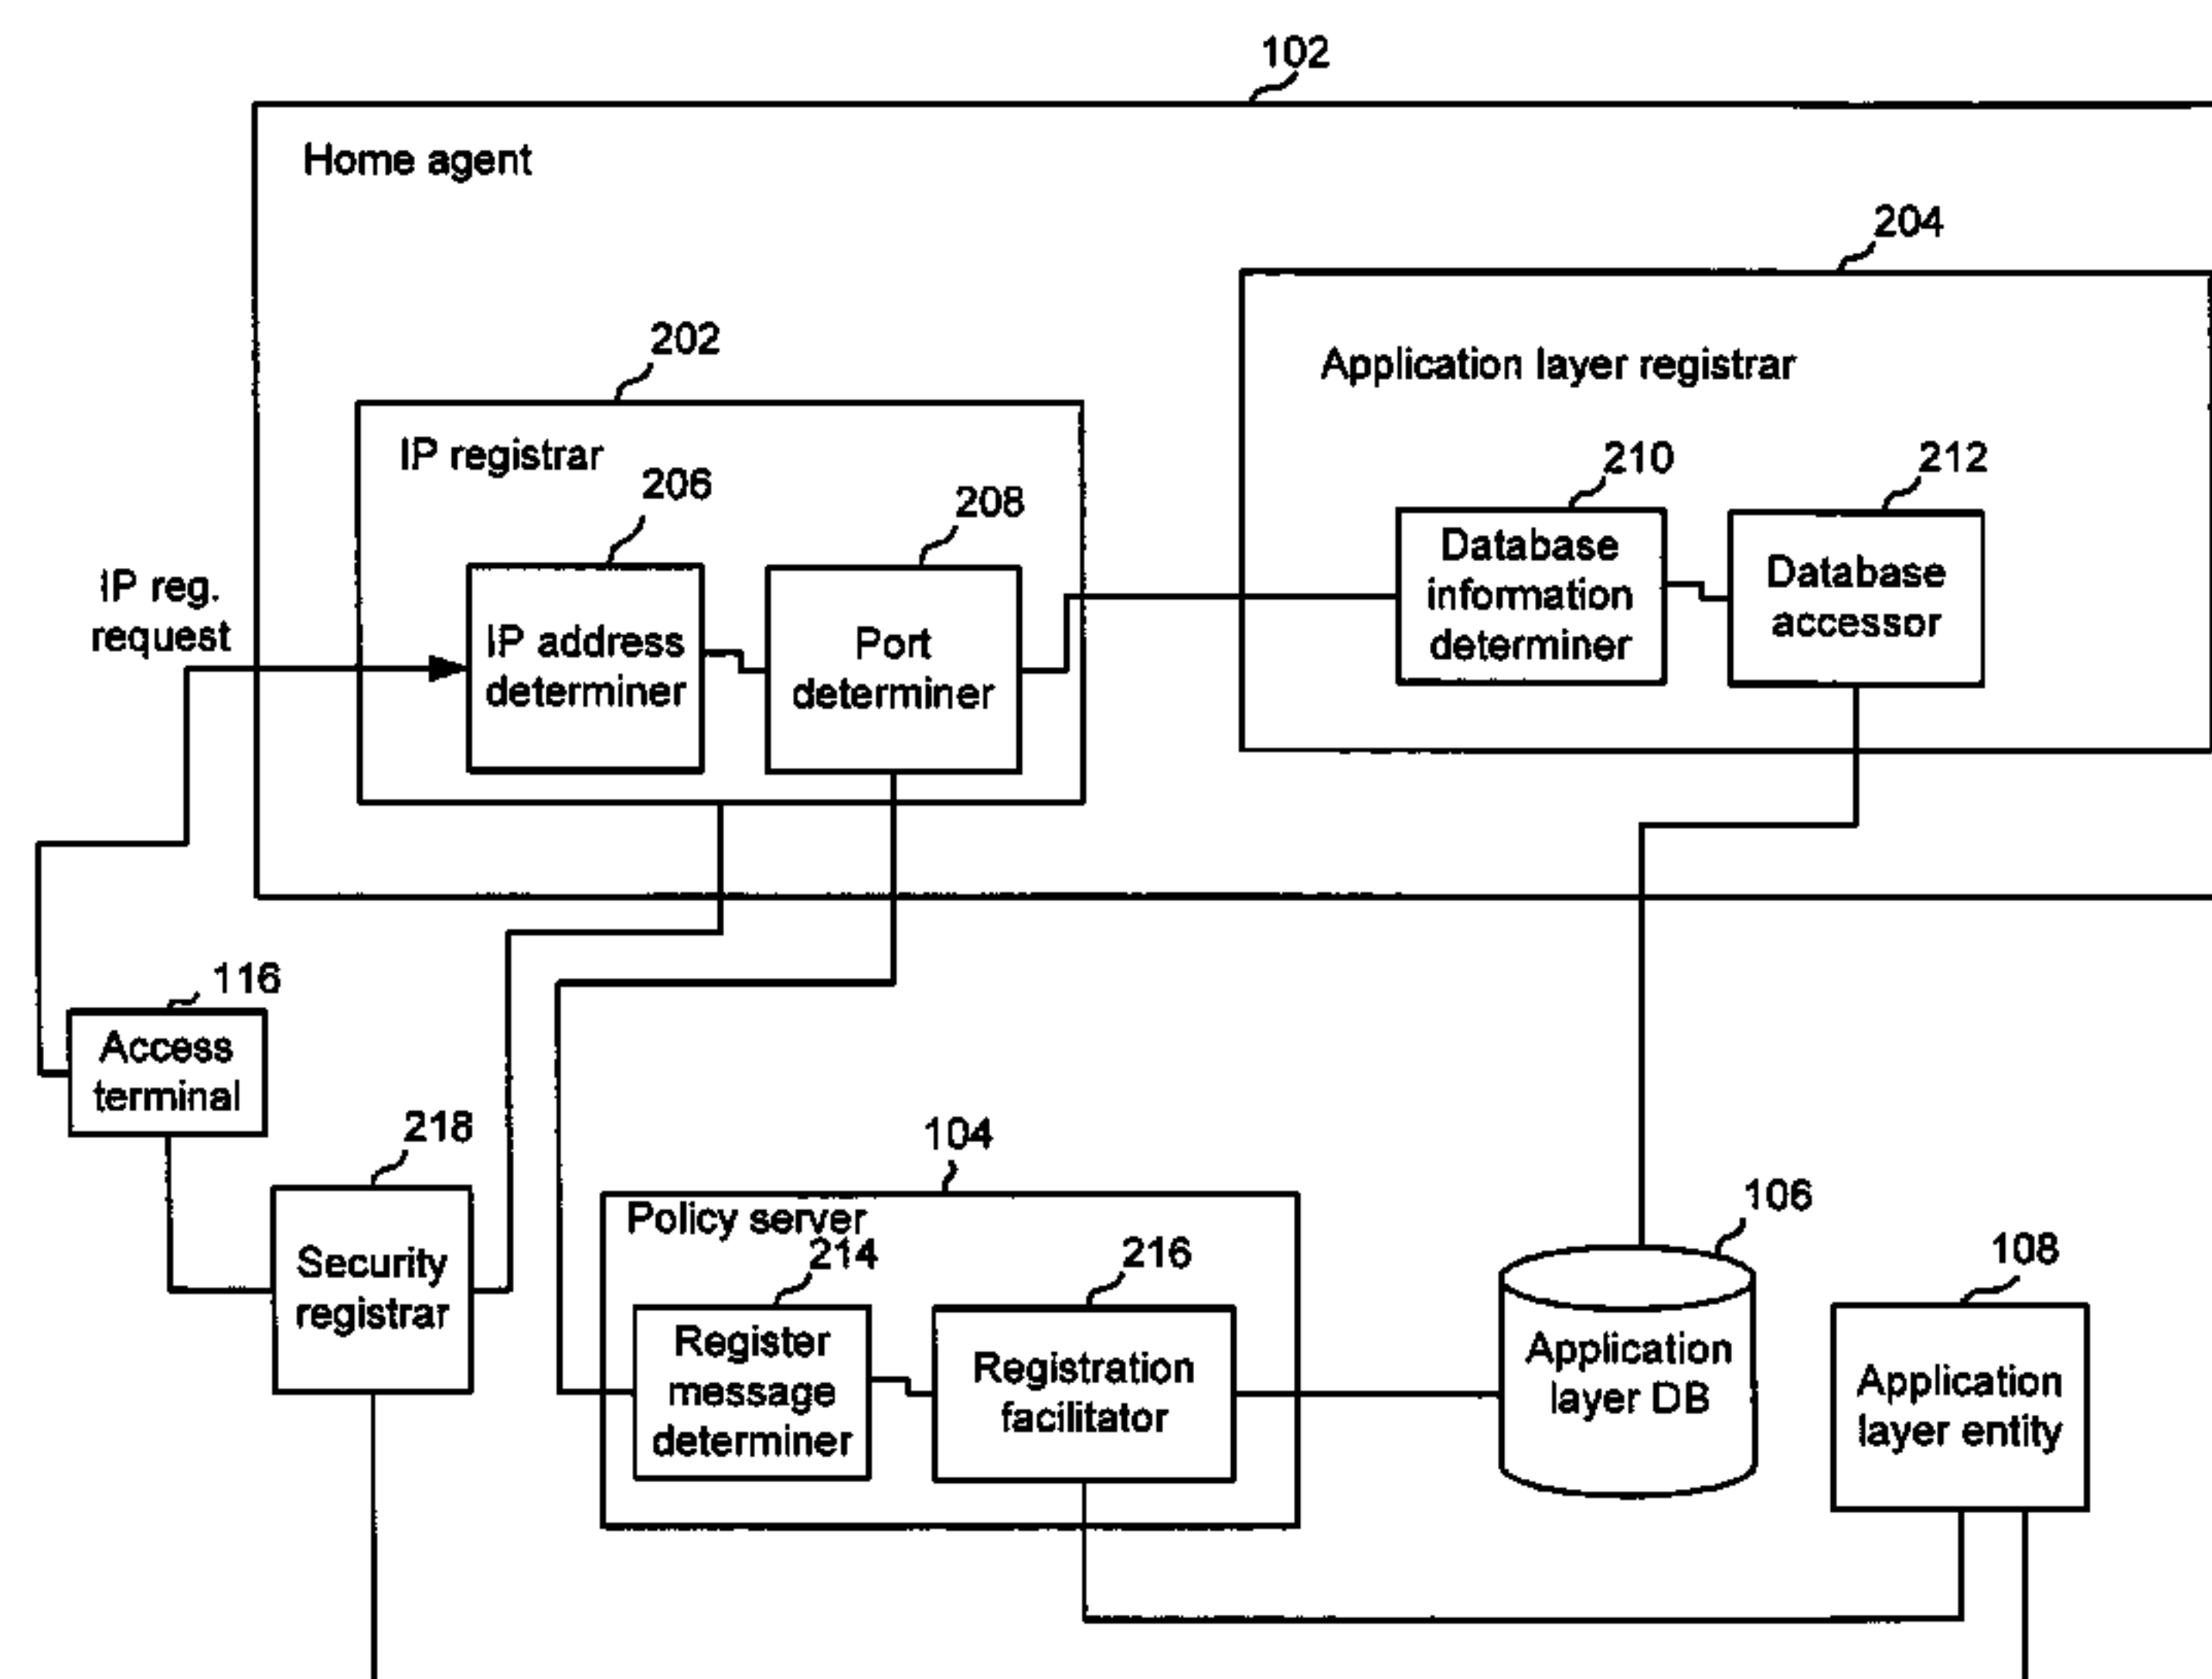 102
Home agent
204
Application layer registrar
202
IP registrar
206
208
210
212
Database
information
determiner
Database
accessor
IP reg.
request
IP address
determiner
Port
determiner
116
Access
terminal
218
Security
registrar
104
Policy server
214
216
Register
message
determiner
Registration
facilitator
106
Application
layer DB
108
Application
layer entity